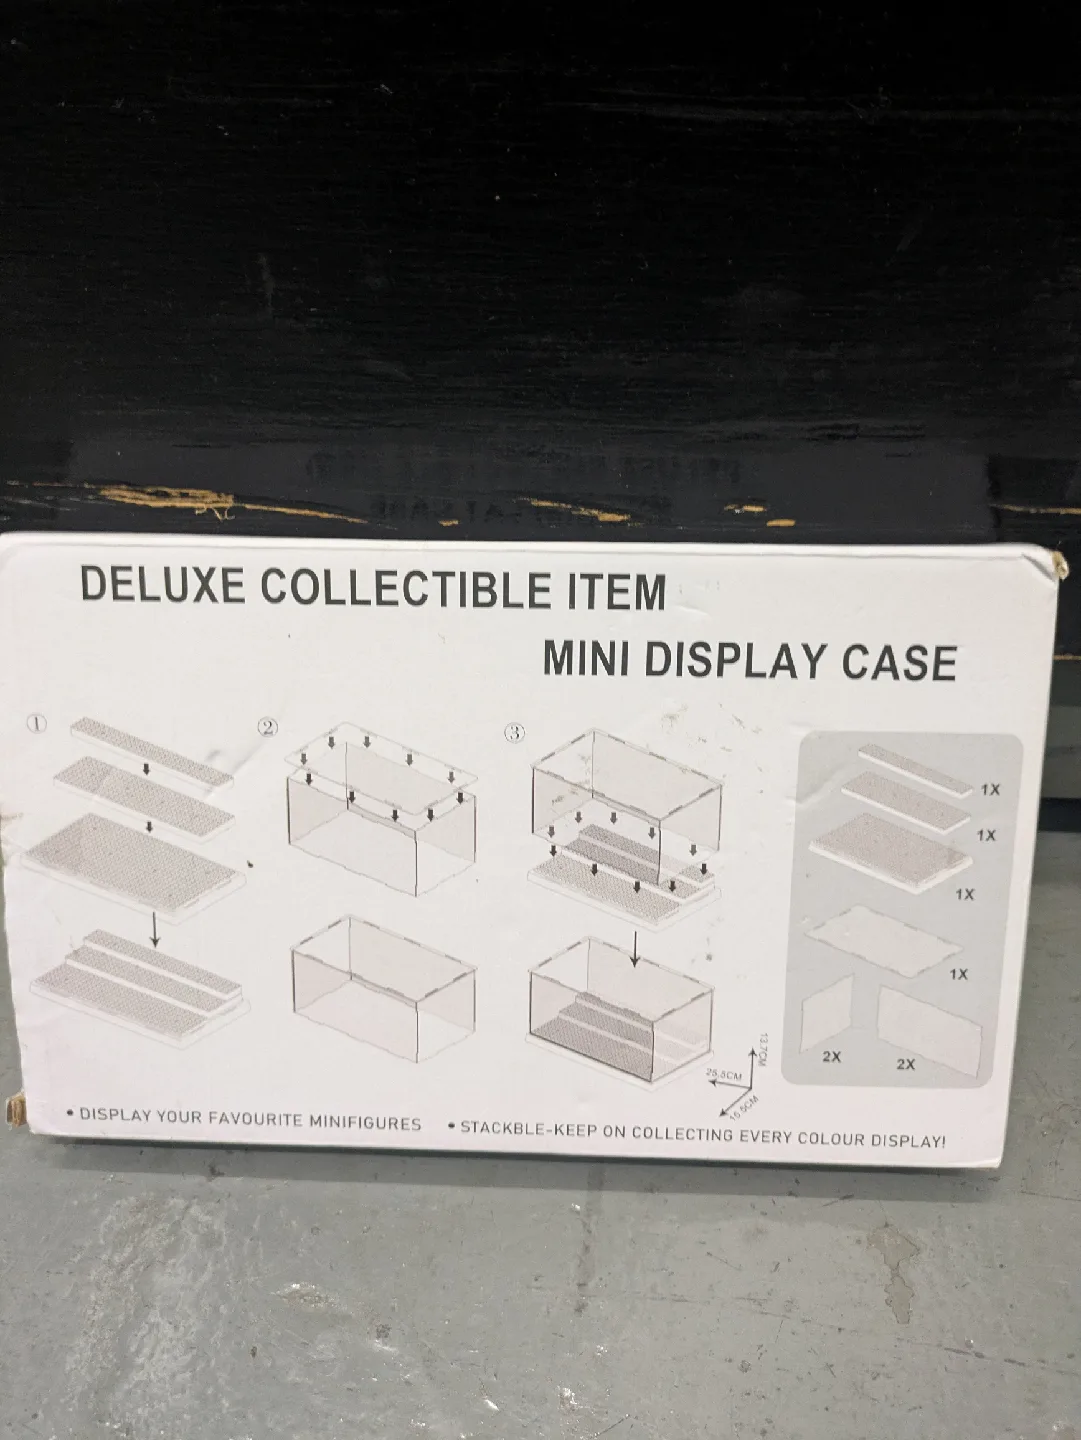 DELUXE COLLECTIBLE ITEM
MINI DISPLAY CASE
①
②
③
1X
1X
1X
1X
2X
2X
13.7CM
25.5CM
15.5CM
• DISPLAY YOUR FAVOURITE MINIFIGURES
• STACKBLE-KEEP ON COLLECTING EVERY COLOUR DISPLAY!